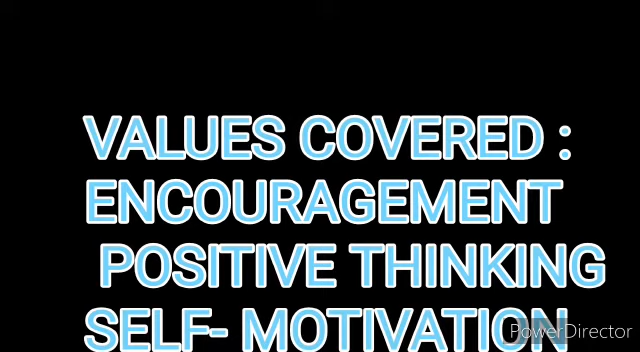 VALUES COVERED :
ENCOURAGEMENT
POSITIVE THINKING
SELF- MOTIVATION
PowerDirector